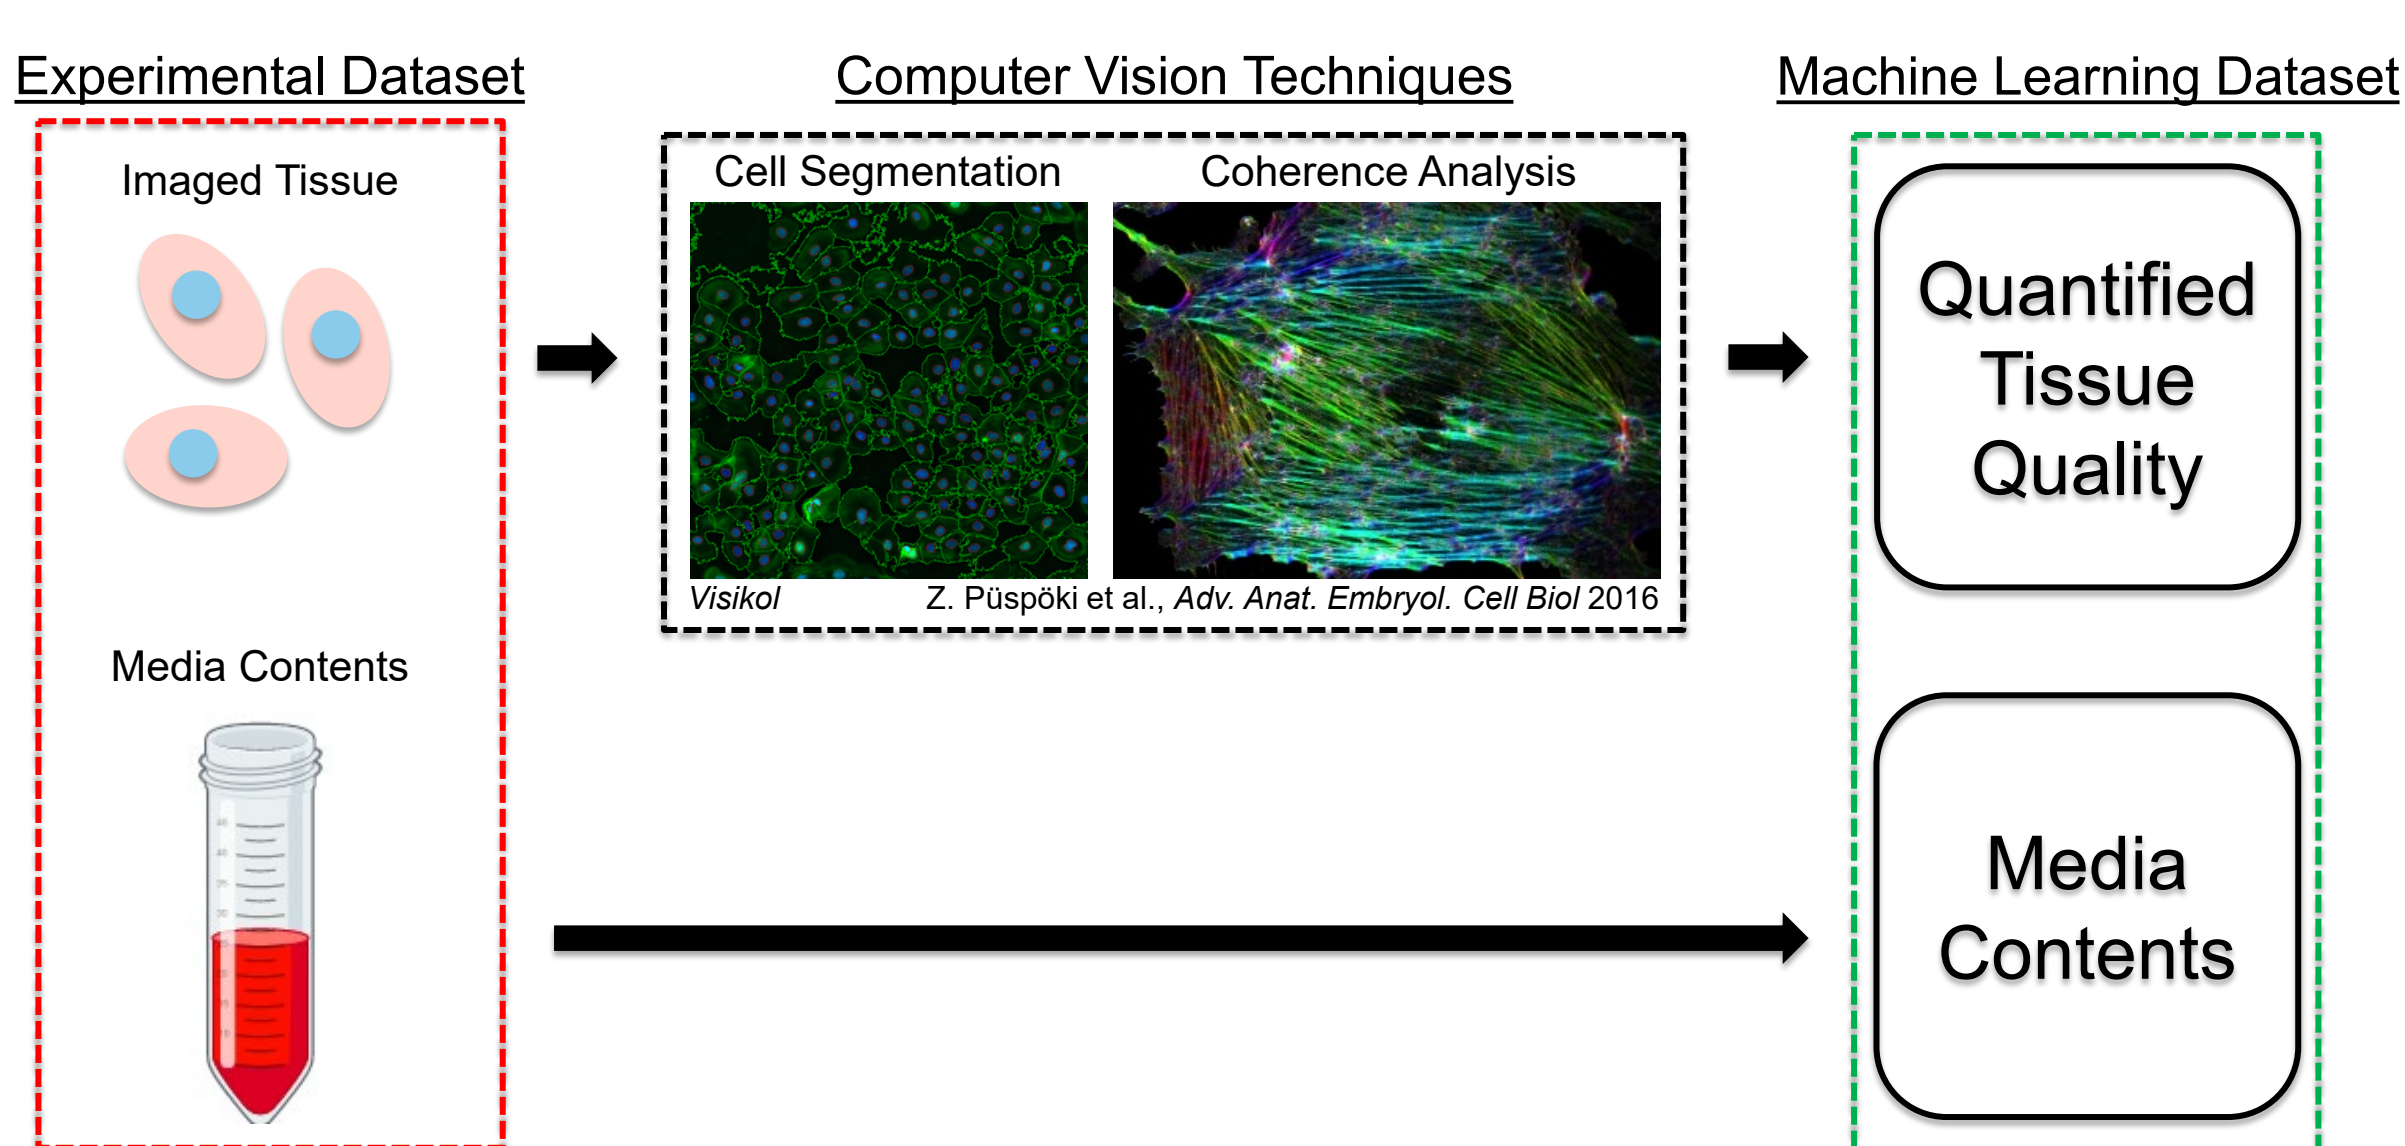 Experimental Dataset
Computer Vision Techniques
Machine Learning Dataset
Imaged Tissue
Cell Segmentation
Coherence Analysis
Visikol
Z. Püspöki et al., Adv. Anat. Embryol. Cell Biol 2016
Quantified
Tissue
Quality
Media Contents
Media
Contents